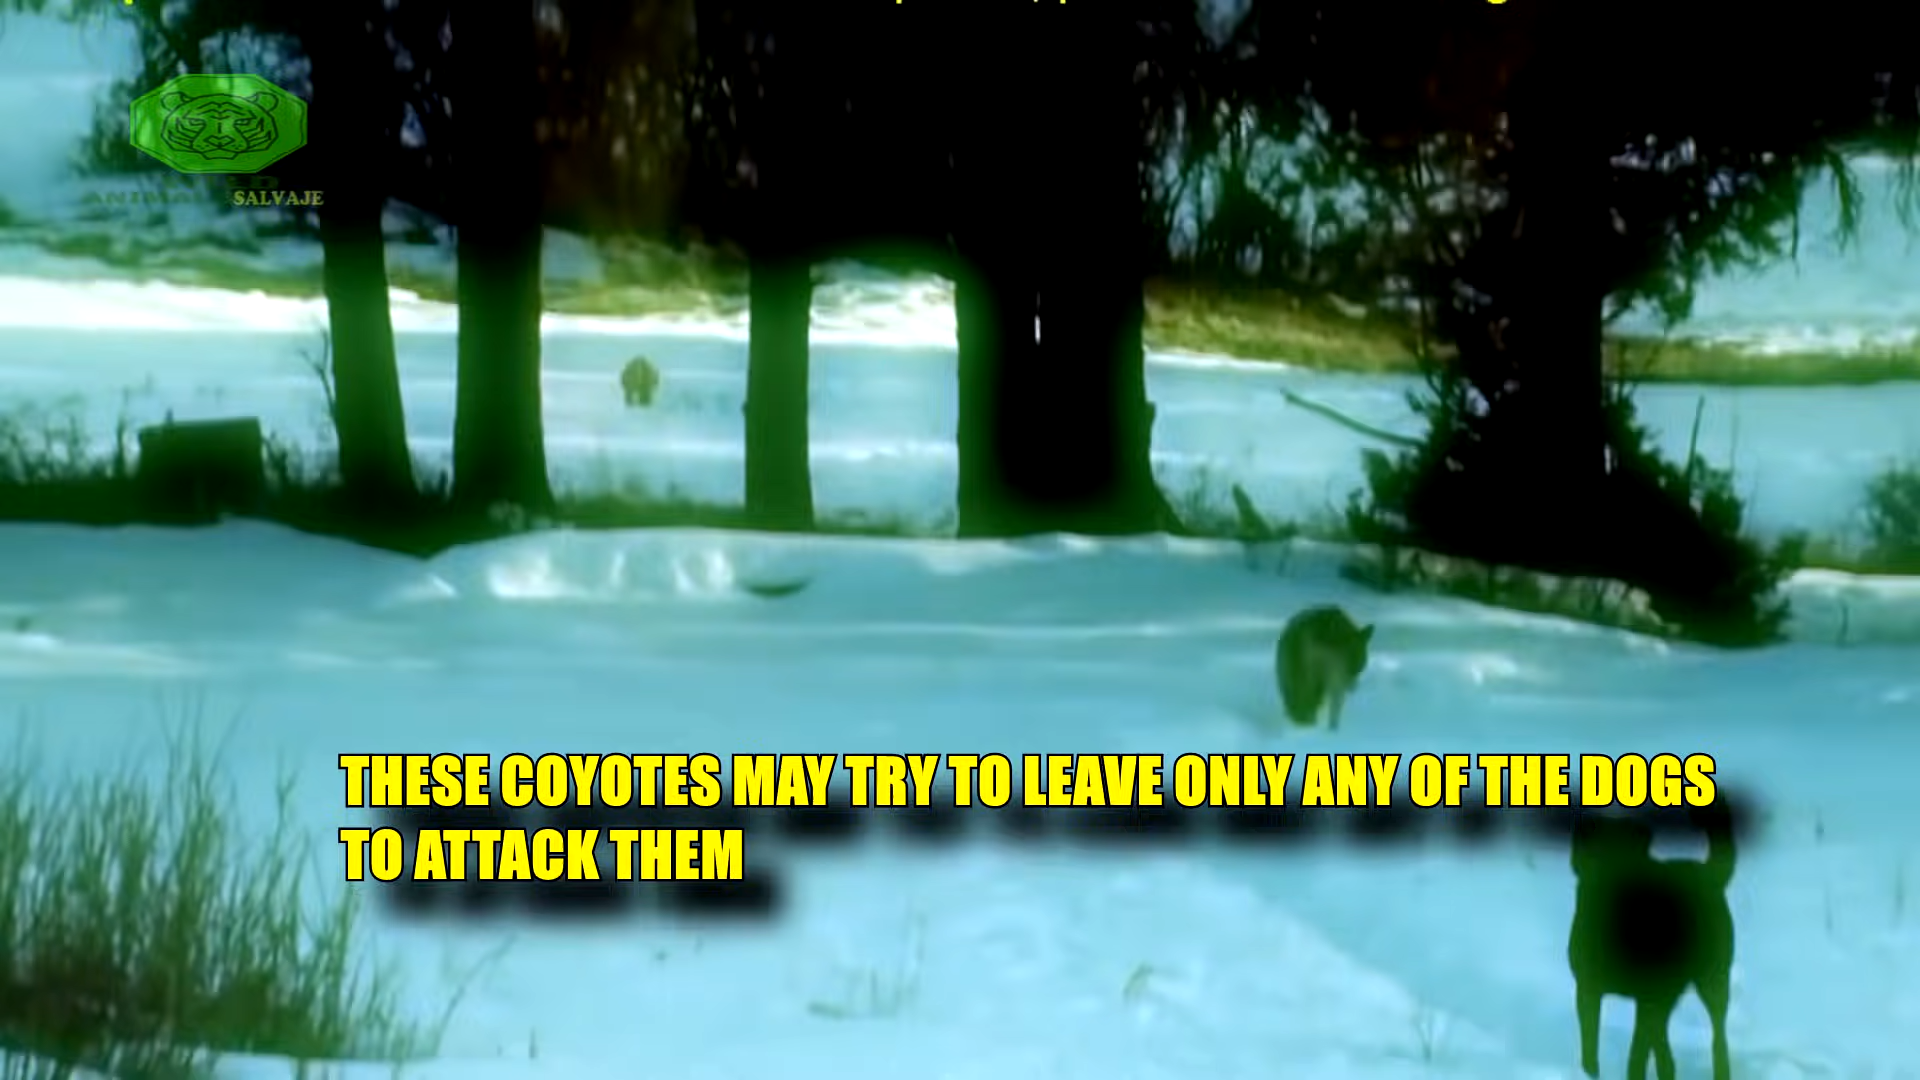 SALVAJE
THESE COYOTES MAY TRY TO LEAVE ONLY ANY OF THE DOGS
TO ATTACK THEM